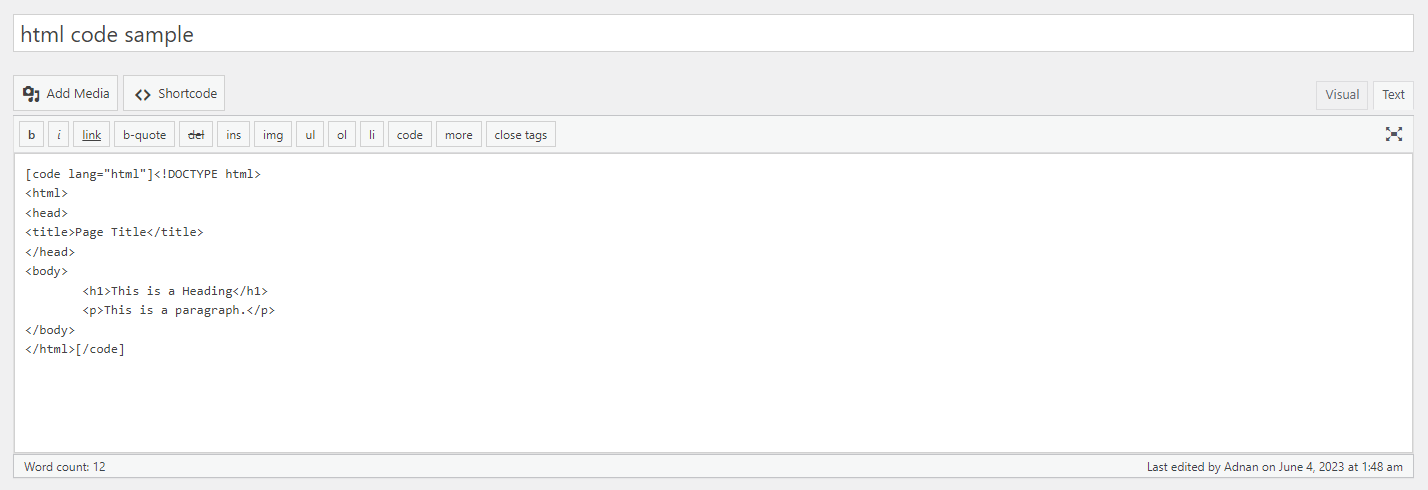 html code sample
Add Media Shortcode Visual Text
b i link b-quote del ins img ul ol li code more close tags
[code lang="html"]<!DOCTYPE html>
<html>
<head>
<title>Page Title</title>
</head>
<body>
<h1>This is a Heading</h1>
<p>This is a paragraph.</p>
</body>
</html>[/code]
Word count: 12 Last edited by Adnan on June 4, 2023 at 1:48 am